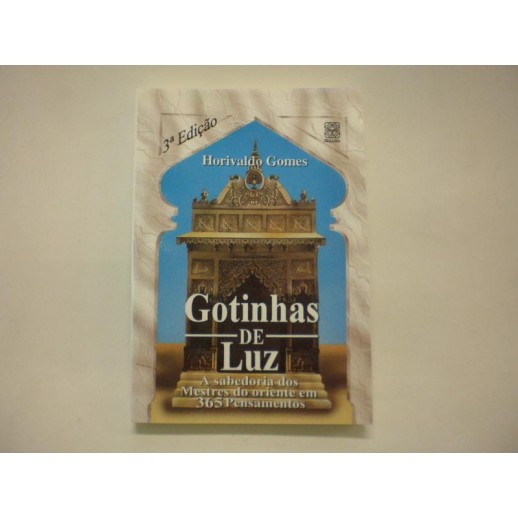 3ª Edição
Horivaldo Gomes
Gotinhas
DE
Luz
A sabedoria dos
Mestres do oriente em
365 Pensamentos